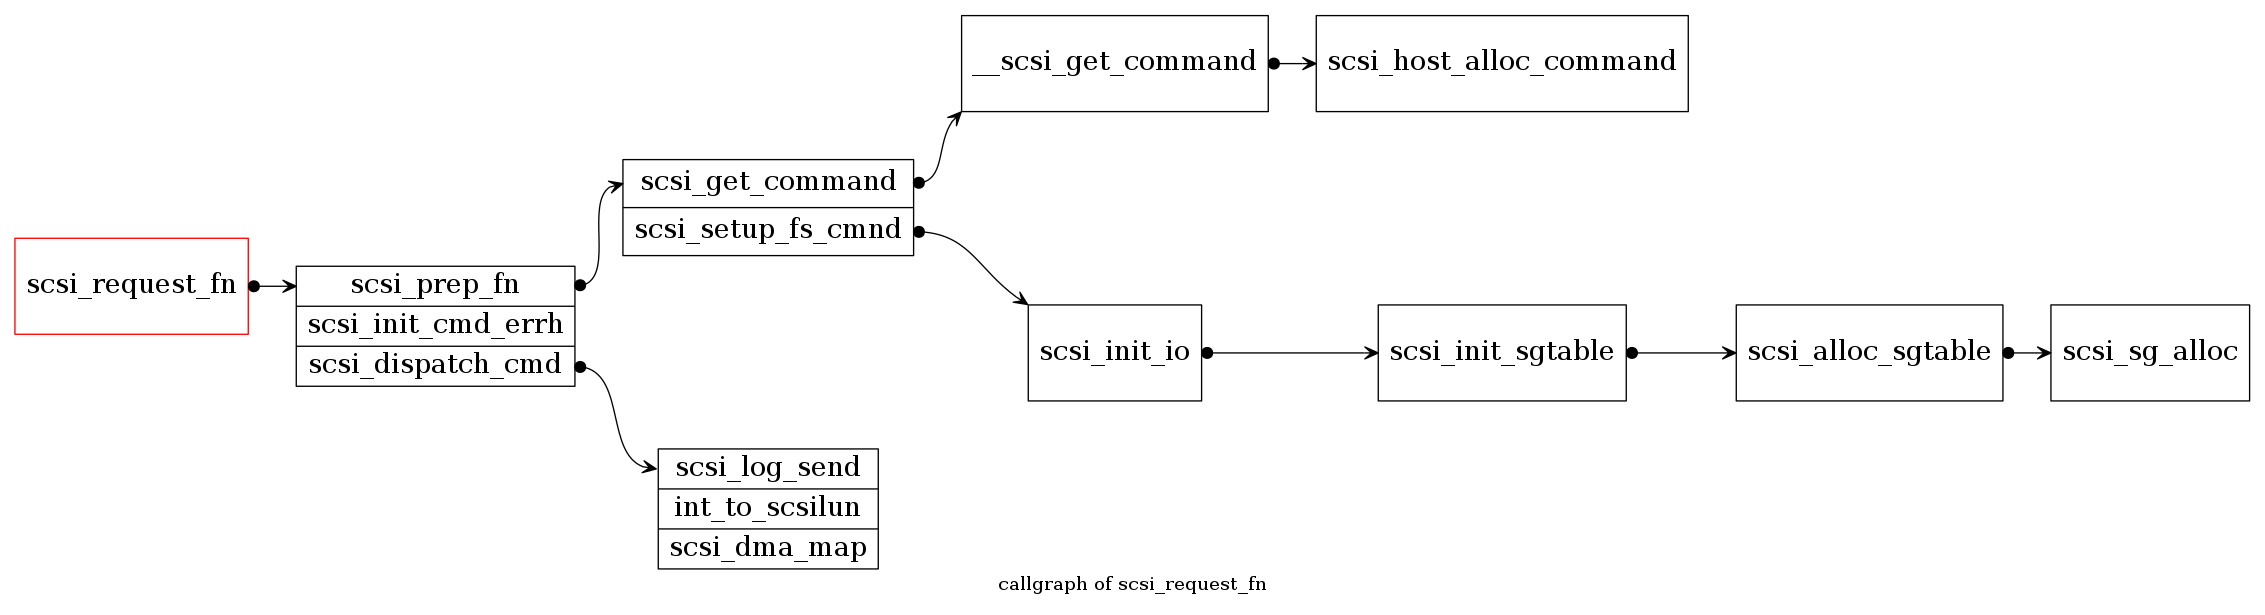 __scsi_get_command
scsi_host_alloc_command
scsi_get_command
scsi_setup_fs_cmnd
scsi_request_fn
scsi_prep_fn
scsi_init_cmd_errh
scsi_dispatch_cmd
scsi_init_io
scsi_init_sgtable
scsi_alloc_sgtable
scsi_sg_alloc
scsi_log_send
int_to_scsilun
scsi_dma_map
callgraph of scsi_request_fn